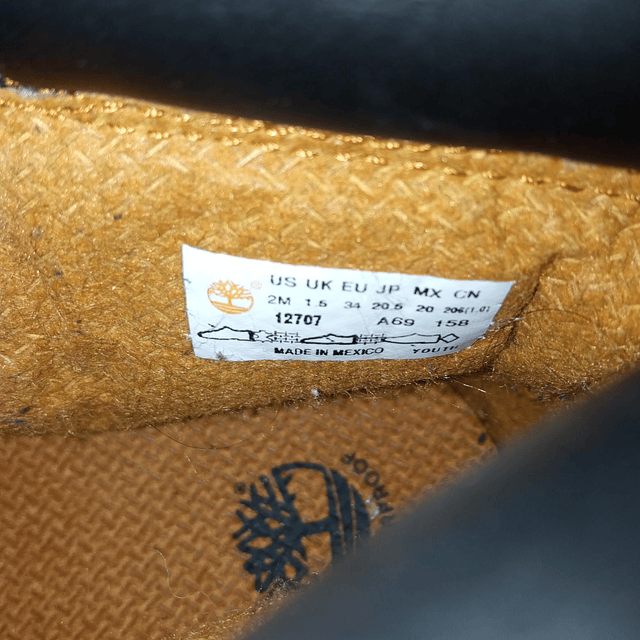 US UK EU JP MX CN
2M 1.5 34 20.5 20 206(1.0)
12707 A69 158
MADE IN MEXICO YOUTH